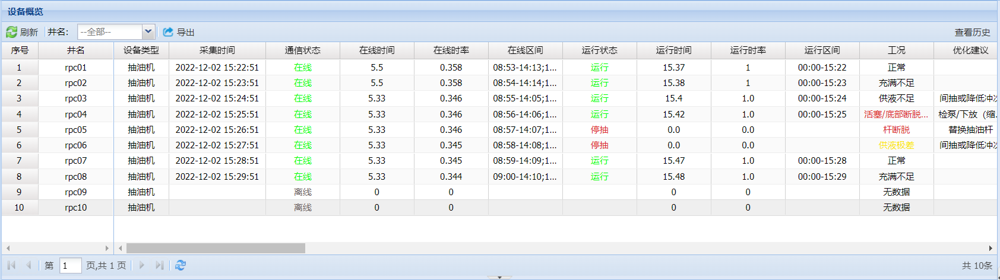 设备概览
刷新 井名: --全部-- 导出 查看历史
序号 井名 设备类型 采集时间 通信状态 在线时间 在线时率 在线区间 运行状态 运行时间 运行时率 运行区间 工况 优化建议
1 rpc01 抽油机 2022-12-02 15:22:51 在线 5.5 0.358 08:53-14:13;1... 运行 15.37 1 00:00-15:22 正常
2 rpc02 抽油机 2022-12-02 15:23:51 在线 5.5 0.358 08:54-14:14;1... 运行 15.38 1 00:00-15:23 充满不足
3 rpc03 抽油机 2022-12-02 15:24:51 在线 5.33 0.346 08:55-14:05;1... 运行 15.4 1.0 00:00-15:24 供液不足 间抽或降低冲次
4 rpc04 抽油机 2022-12-02 15:25:51 在线 5.33 0.346 08:56-14:06;1... 运行 15.42 1.0 00:00-15:25 活塞/底部断脱... 检泵/下放（缩...
5 rpc05 抽油机 2022-12-02 15:26:51 在线 5.33 0.346 08:57-14:07;1... 停抽 0.0 0.0 杆断脱 替换抽油杆
6 rpc06 抽油机 2022-12-02 15:27:51 在线 5.33 0.345 08:58-14:08;1... 停抽 0.0 0.0 供液极差 间抽或降低冲次
7 rpc07 抽油机 2022-12-02 15:28:51 在线 5.33 0.345 08:59-14:09;1... 运行 15.47 1.0 00:00-15:28 正常
8 rpc08 抽油机 2022-12-02 15:29:51 在线 5.33 0.344 09:00-14:10;1... 运行 15.48 1.0 00:00-15:29 充满不足
9 rpc09 抽油机 离线 0 0 0 0 无数据
10 rpc10 抽油机 离线 0 0 0 0 无数据
第 1 页,共 1 页 共 10条